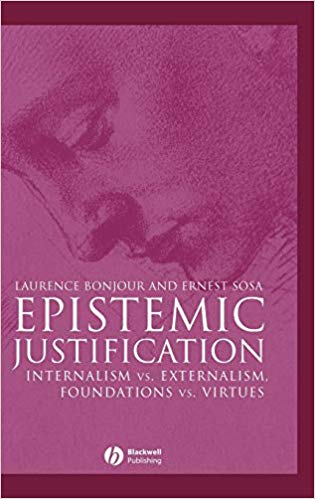 LAURENCE BONJOUR AND ERNEST SOSA
EPISTEMIC
JUSTIFICATION
INTERNALISM VS. EXTERNALISM,
FOUNDATIONS VS. VIRTUES
Blackwell
Publishing